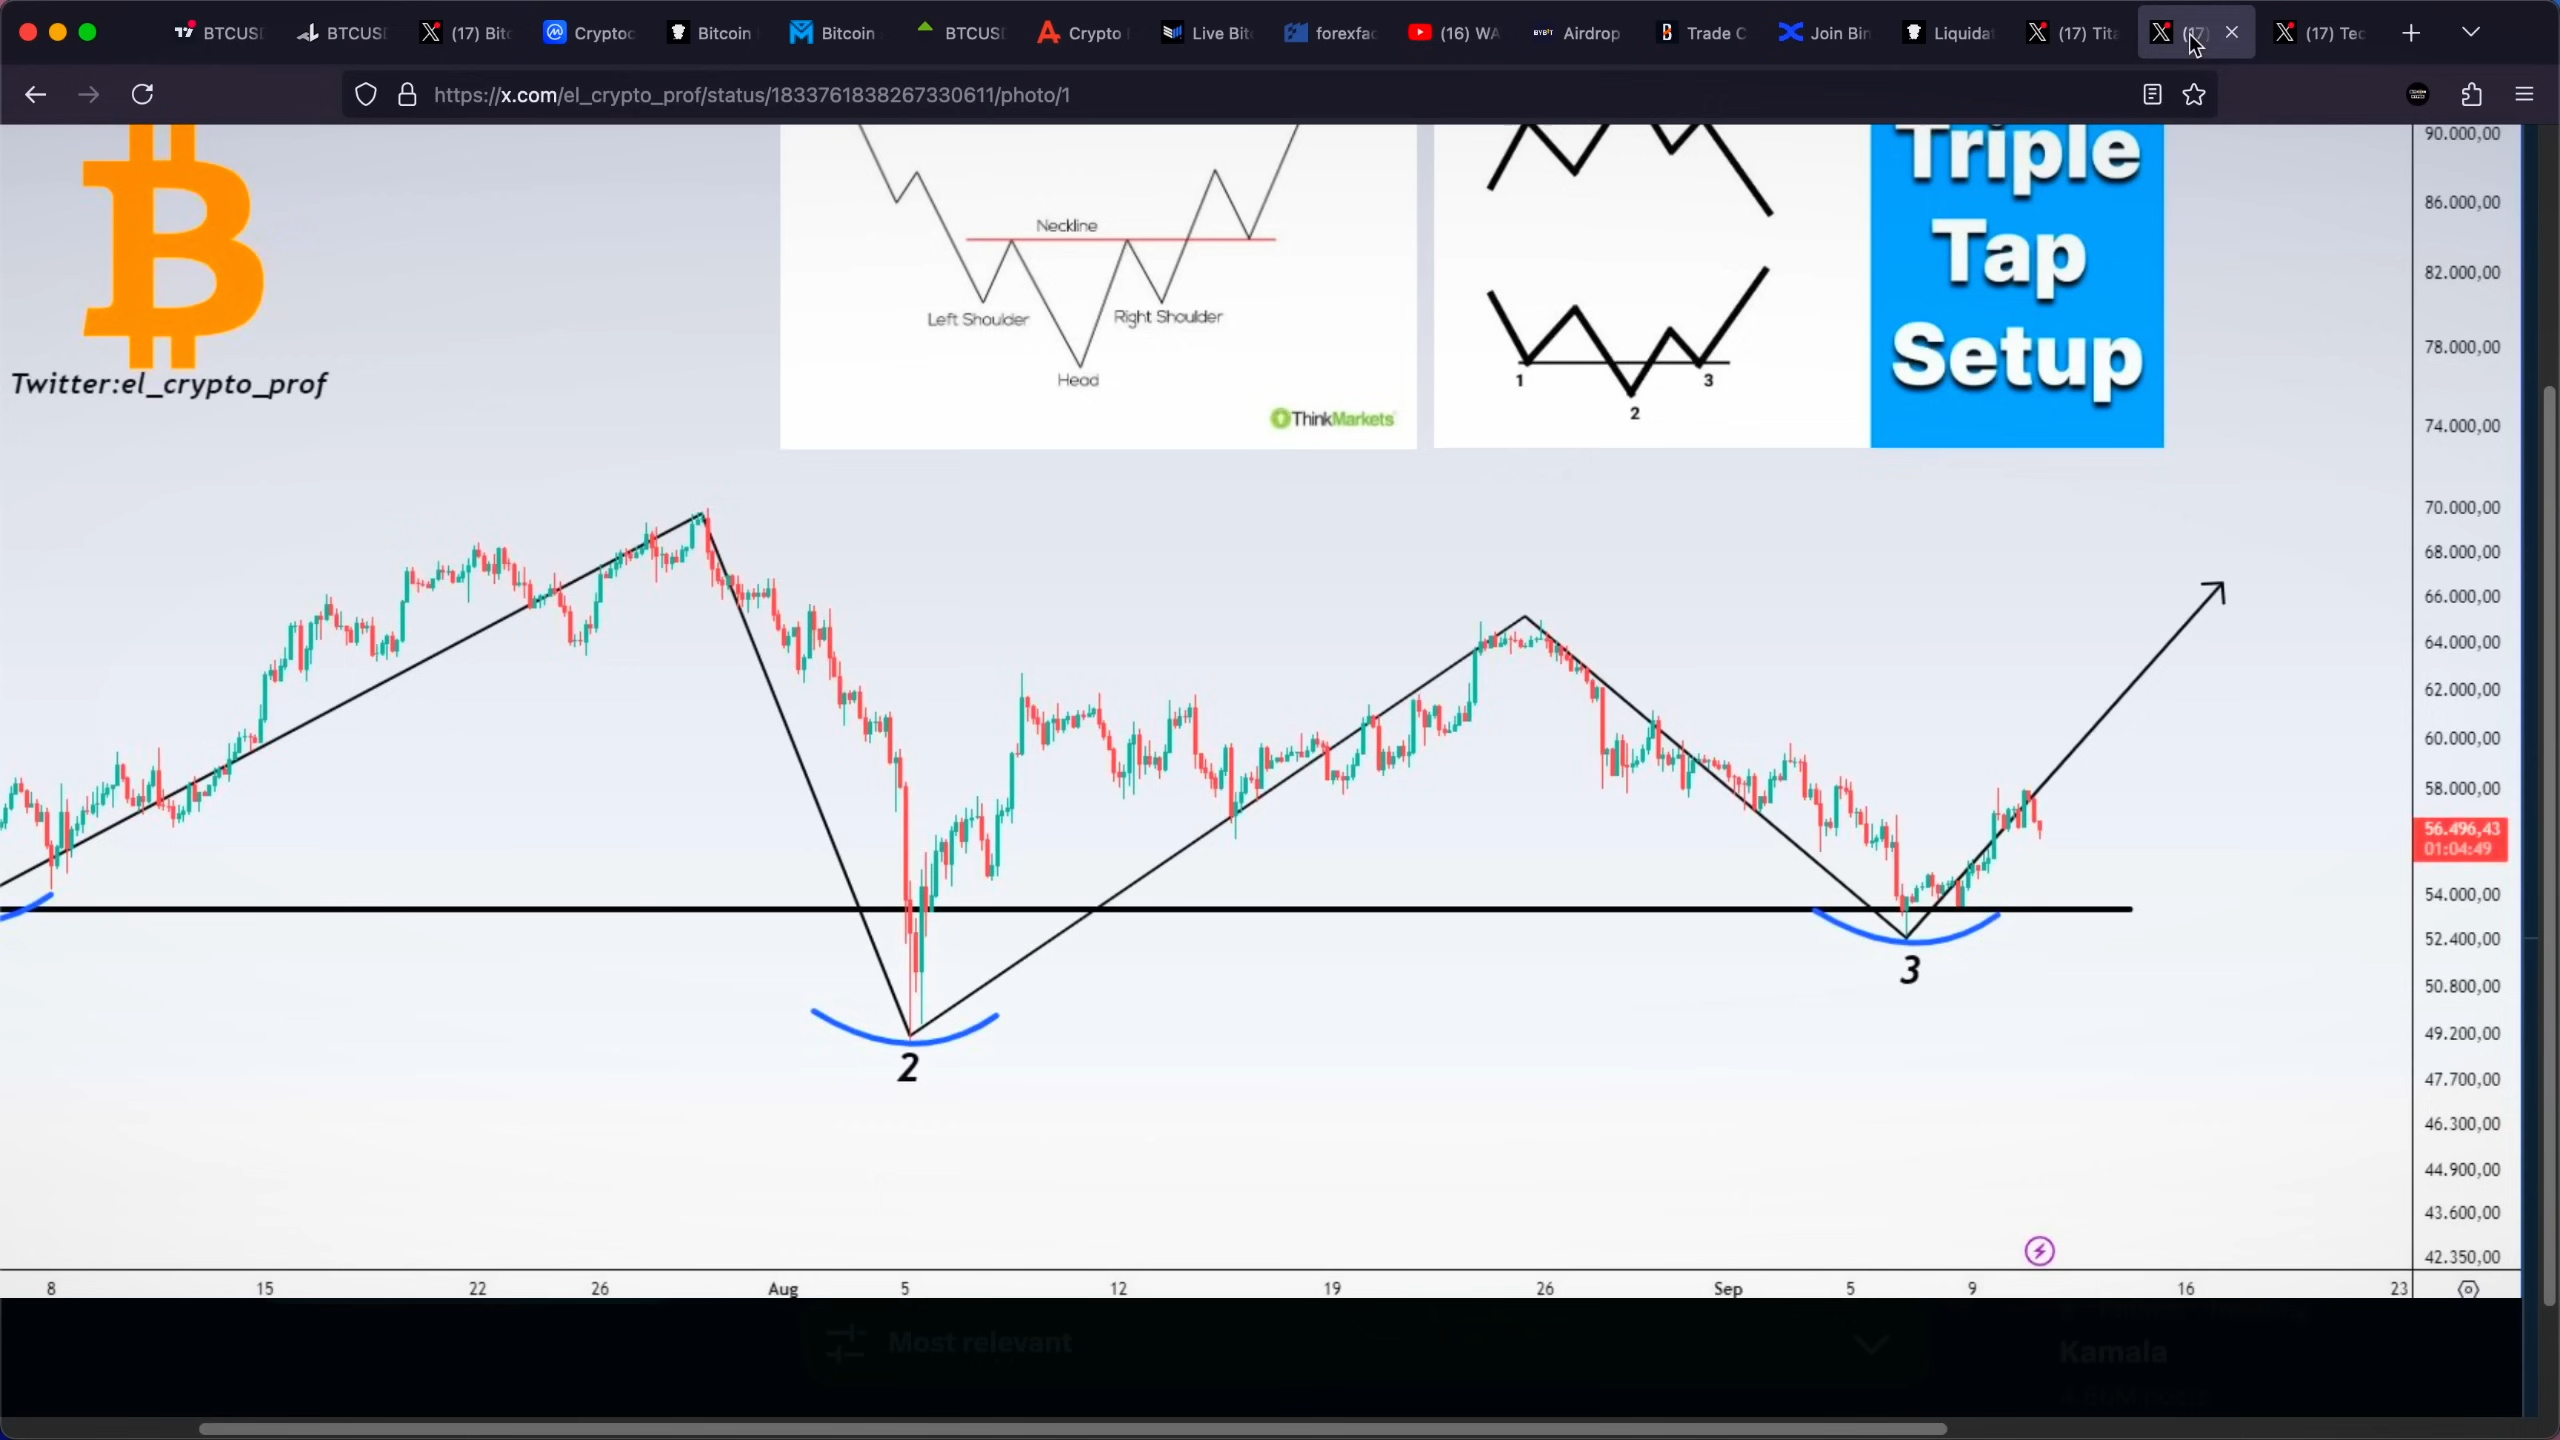 BTCUS
BTCUS
(17) Bit
Cryptoc
Bitcoin
Bitcoin
BTCUS
Crypto
Live Bit
forexfac
(16) WA
BYBIT
Airdrop
Trade C
Join Bin
Liquida
(17) Tit
(17)
(17) Tec
https://x.com/el_crypto_prof/status/1833761838267330611/photo/1
Twitter:el_crypto_prof
Neckline
Left Shoulder
Right Shoulder
Head
ThinkMarkets
1
2
3
Triple
Tap
Setup
90.000,00
86.000,00
82.000,00
78.000,00
74.000,00
70.000,00
68.000,00
66.000,00
64.000,00
62.000,00
60.000,00
58.000,00
56.496,43
01:04:49
54.000,00
52.400,00
50.800,00
49.200,00
47.700,00
46.300,00
44.900,00
43.600,00
42.350,00
2
3
8 15 22 26 Aug 5 12 19 26 Sep 5 9 16 23
Most relevant
Kamala